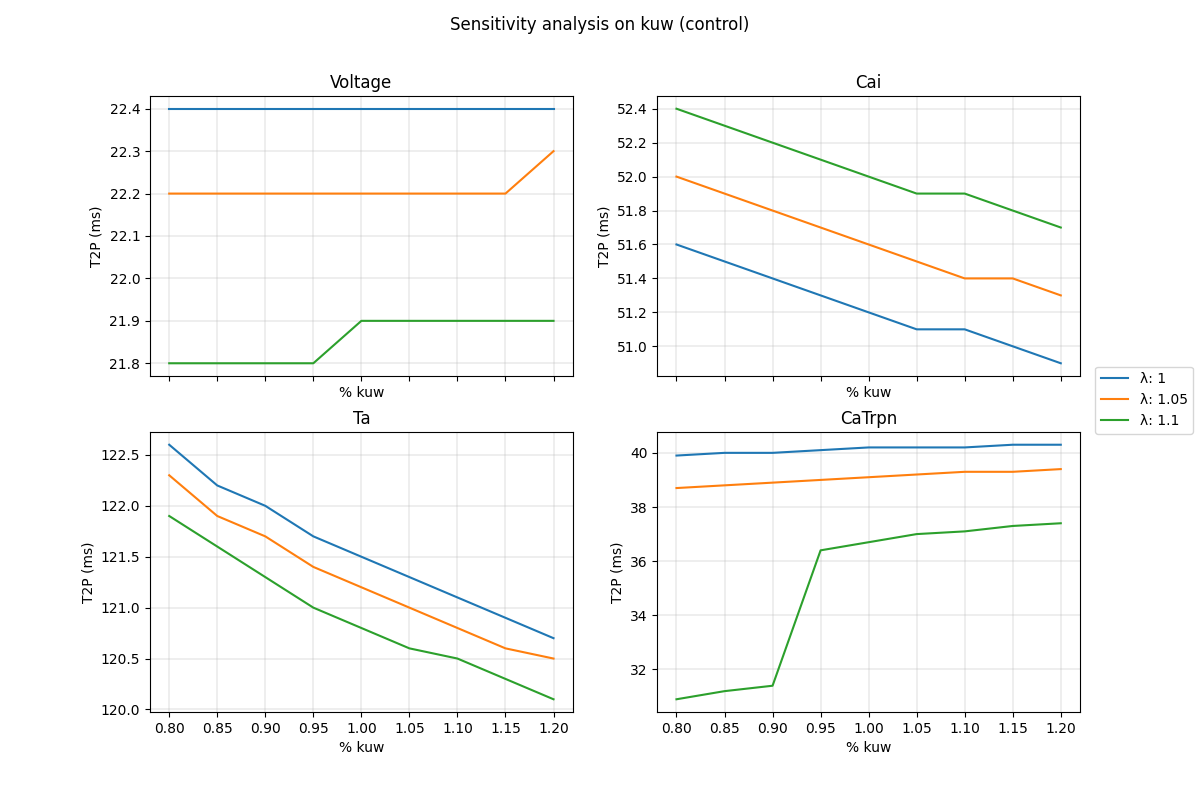 Sensitivity analysis on kuw (control)
Voltage
22.4
22.3
22.2
22.1
22.0
21.9
21.8
T2P (ms)
% kuw
Cai
52.4
52.2
52.0
51.8
51.6
51.4
51.2
51.0
T2P (ms)
% kuw
λ: 1
λ: 1.05
λ: 1.1
Ta
122.5
122.0
121.5
121.0
120.5
120.0
T2P (ms)
0.80 0.85 0.90 0.95 1.00 1.05 1.10 1.15 1.20
% kuw
CaTrpn
40
38
36
34
32
T2P (ms)
0.80 0.85 0.90 0.95 1.00 1.05 1.10 1.15 1.20
% kuw